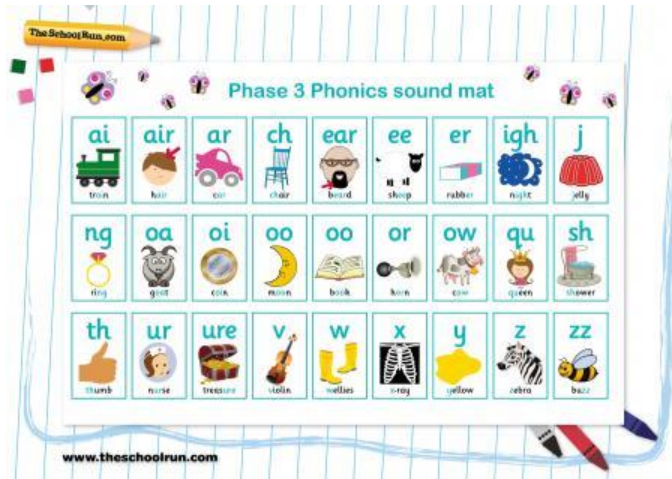 TheSchoolRun.com
Phase 3 Phonics sound mat
ai air ar ch ear ee er igh j
train hair car chair beard sheep rubber night jelly
ng oa oi oo oo or ow qu sh
ring goat coin moon book horn cow queen shower
th ur ure v w x y z zz
thumb nurse treasure violin wellies x-ray yellow zebra buzz
www.theschoolrun.com